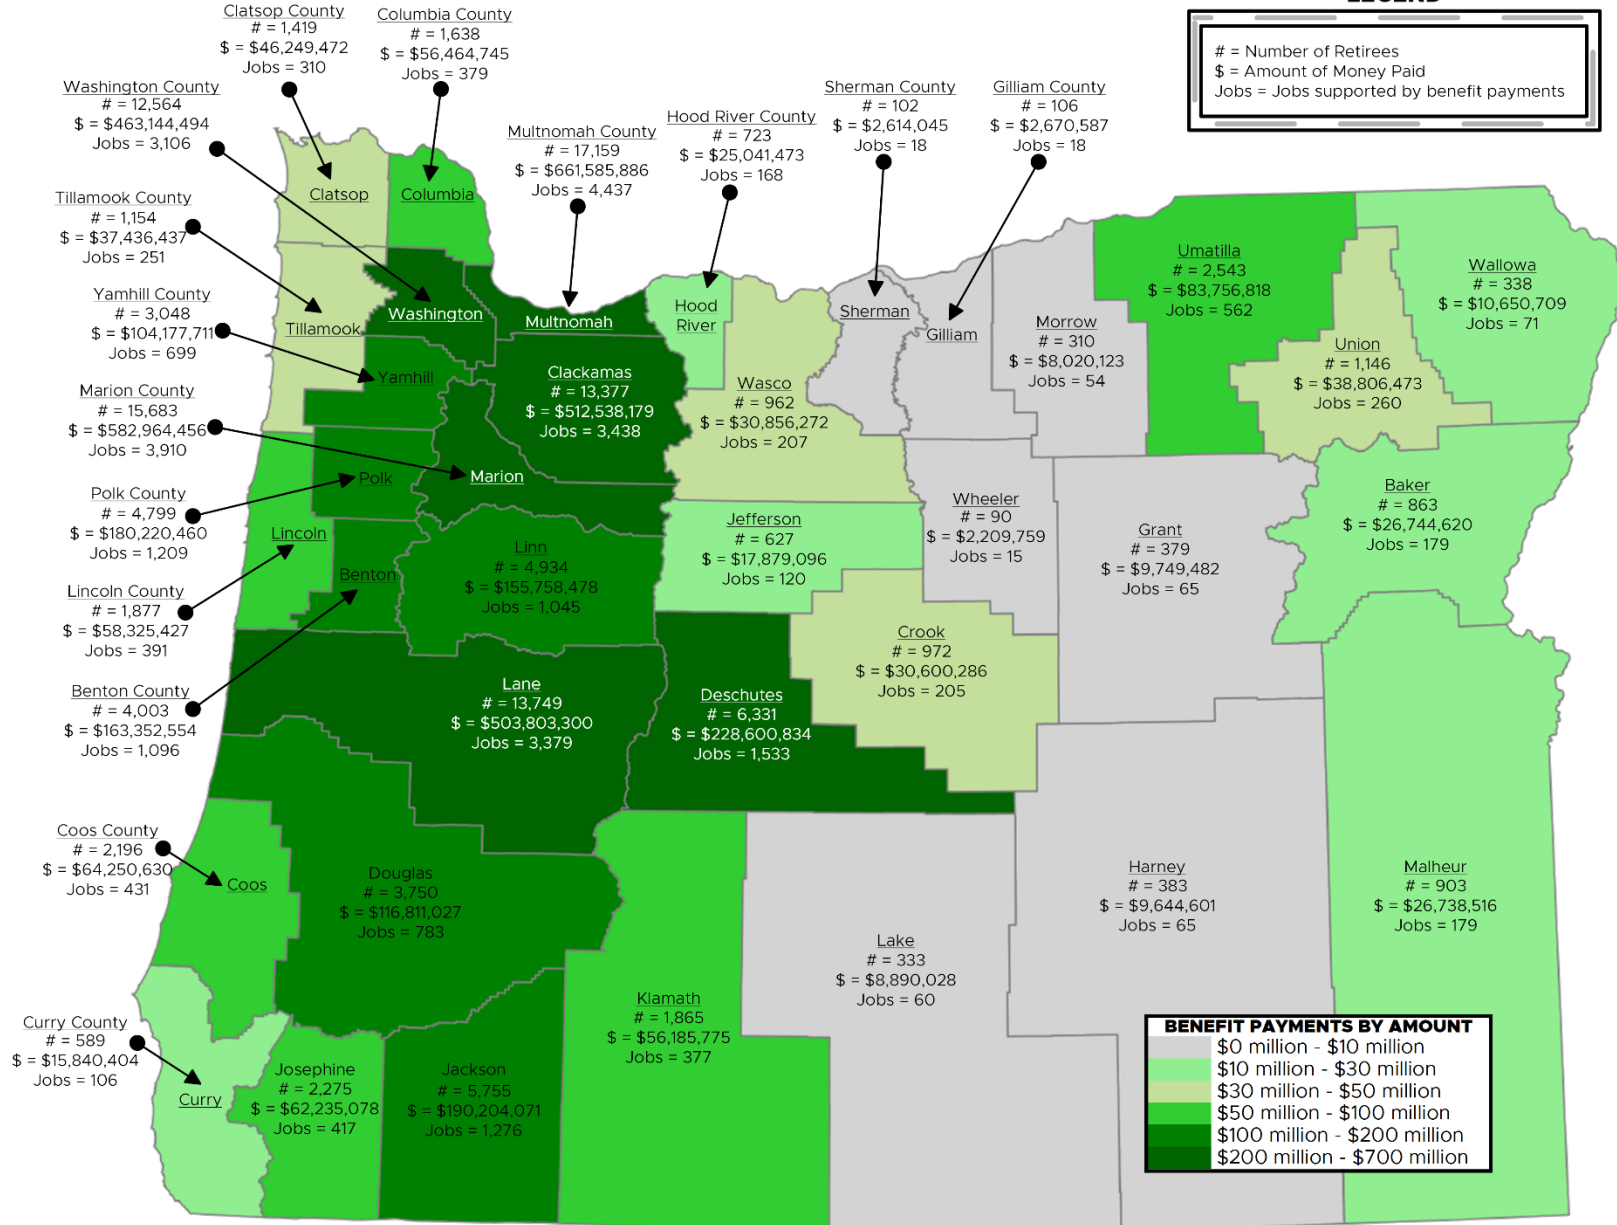 LEGEND
# = Number of Retirees
$ = Amount of Money Paid
Jobs = Jobs supported by benefit payments
Clatsop County
# = 1,419
$ = $46,249,472
Jobs = 310
Columbia County
# = 1,638
$ = $56,464,745
Jobs = 379
Washington County
# = 12,564
$ = $463,144,494
Jobs = 3,106
Multnomah County
# = 17,159
$ = $661,585,886
Jobs = 4,437
Hood River County
# = 723
$ = $25,041,473
Jobs = 168
Sherman County
# = 102
$ = $2,614,045
Jobs = 18
Gilliam County
# = 106
$ = $2,670,587
Jobs = 18
Tillamook County
# = 1,154
$ = $37,436,437
Jobs = 251
Yamhill County
# = 3,048
$ = $104,177,711
Jobs = 699
Marion County
# = 15,683
$ = $582,964,456
Jobs = 3,910
Polk County
# = 4,799
$ = $180,220,460
Jobs = 1,209
Lincoln County
# = 1,877
$ = $58,325,427
Jobs = 391
Benton County
# = 4,003
$ = $163,352,554
Jobs = 1,096
Coos County
# = 2,196
$ = $64,250,630
Jobs = 431
Curry County
# = 589
$ = $15,840,404
Jobs = 106
Clatsop
Columbia
Tillamook
Washington
Multnomah
Hood
River
Sherman
Gilliam
Yamhill
Polk
Marion
Lincoln
Benton
Coos
Curry
Clackamas
# = 13,377
$ = $512,538,179
Jobs = 3,438
Wasco
# = 962
$ = $30,856,272
Jobs = 207
Morrow
# = 310
$ = $8,020,123
Jobs = 54
Umatilla
# = 2,543
$ = $83,756,818
Jobs = 562
Union
# = 1,146
$ = $38,806,473
Jobs = 260
Wallowa
# = 338
$ = $10,650,709
Jobs = 71
Linn
# = 4,934
$ = $155,758,478
Jobs = 1,045
Jefferson
# = 627
$ = $17,879,096
Jobs = 120
Wheeler
# = 90
$ = $2,209,759
Jobs = 15
Grant
# = 379
$ = $9,749,482
Jobs = 65
Baker
# = 863
$ = $26,744,620
Jobs = 179
Lane
# = 13,749
$ = $503,803,300
Jobs = 3,379
Deschutes
# = 6,331
$ = $228,600,834
Jobs = 1,533
Crook
# = 972
$ = $30,600,286
Jobs = 205
Douglas
# = 3,750
$ = $116,811,027
Jobs = 783
Lake
# = 333
$ = $8,890,028
Jobs = 60
Harney
# = 383
$ = $9,644,601
Jobs = 65
Malheur
# = 903
$ = $26,738,516
Jobs = 179
Klamath
# = 1,865
$ = $56,185,775
Jobs = 377
Josephine
# = 2,275
$ = $62,235,078
Jobs = 417
Jackson
# = 5,755
$ = $190,204,071
Jobs = 1,276
BENEFIT PAYMENTS BY AMOUNT
$0 million - $10 million
$10 million - $30 million
$30 million - $50 million
$50 million - $100 million
$100 million - $200 million
$200 million - $700 million